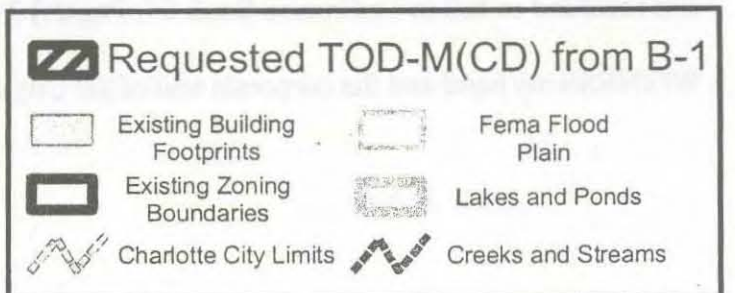 Requested TOD-M(CD) from B-1
Existing Building
Footprints
Fema Flood
Plain
Existing Zoning
Boundaries
Lakes and Ponds
Charlotte City Limits
Creeks and Streams